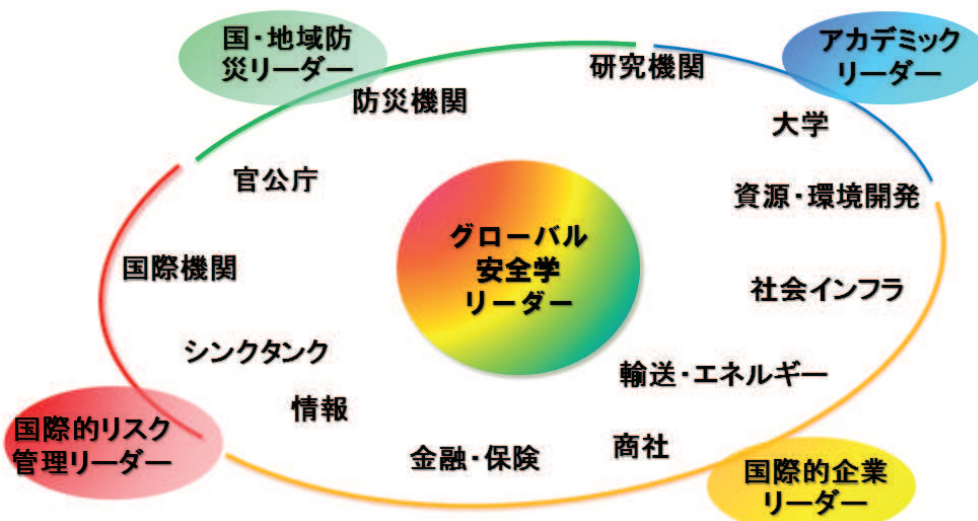 国・地域防
災リーダー
アカデミック
リーダー
研究機関
防災機関
大学
官公庁
資源・環境開発
グローバル
安全学
リーダー
国際機関
社会インフラ
シンクタンク
輸送・エネルギー
情報
国際的リスク
管理リーダー
金融・保険
商社
国際的企業
リーダー